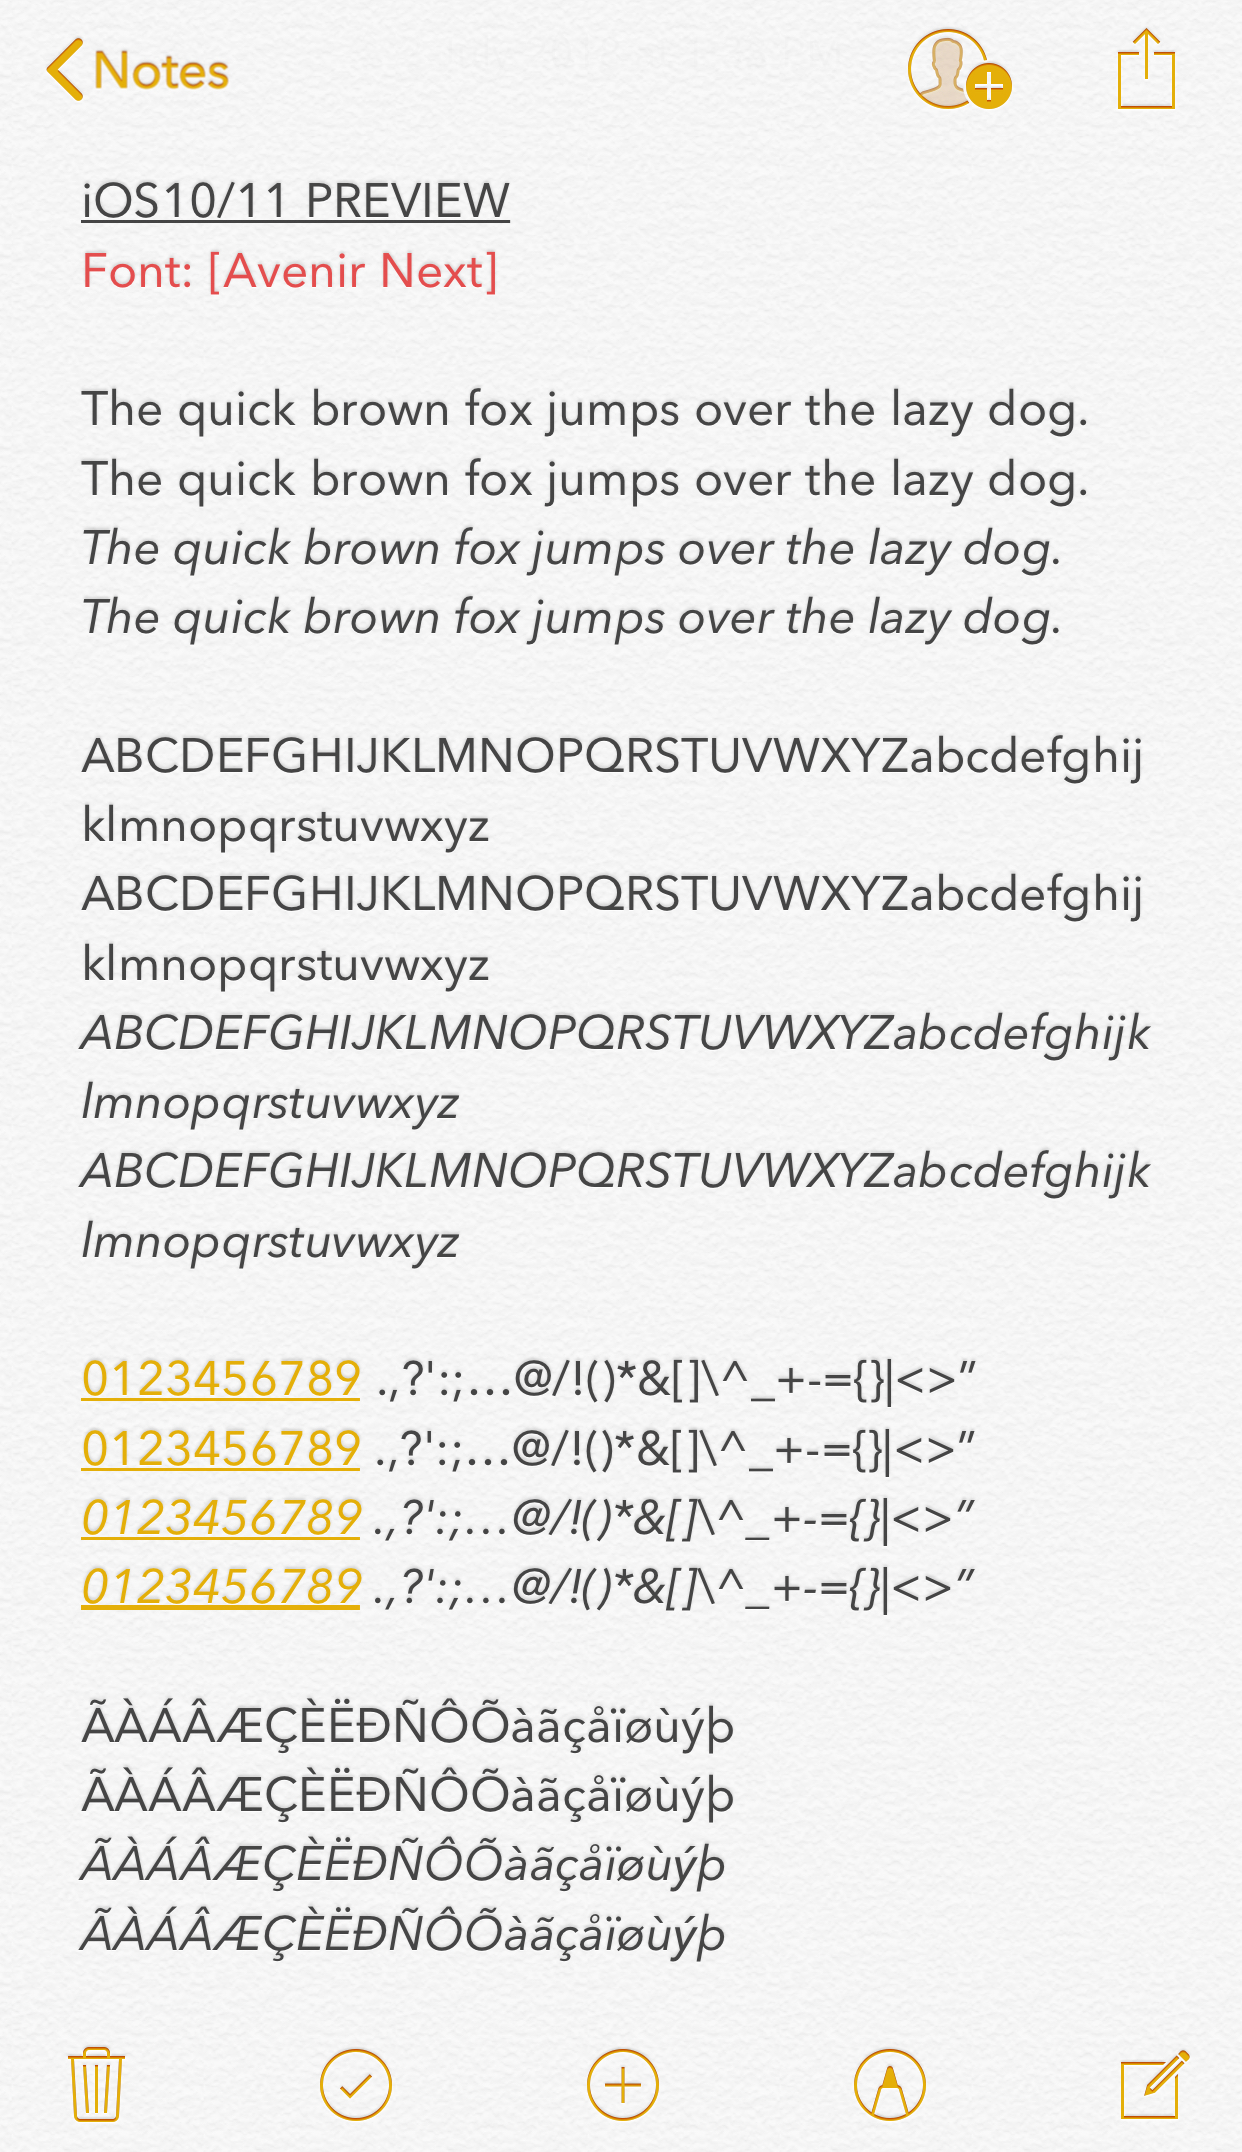 Notes
iOS10/11 PREVIEW
Font: [Avenir Next]
The quick brown fox jumps over the lazy dog.
The quick brown fox jumps over the lazy dog.
The quick brown fox jumps over the lazy dog.
The quick brown fox jumps over the lazy dog.
ABCDEFGHIJKLMNOPQRSTUVWXYZabcdefghij
klmnopqrstuvwxyz
ABCDEFGHIJKLMNOPQRSTUVWXYZabcdefghij
klmnopqrstuvwxyz
ABCDEFGHIJKLMNOPQRSTUVWXYZabcdefghijk
lmnopqrstuvwxyz
ABCDEFGHIJKLMNOPQRSTUVWXYZabcdefghijk
lmnopqrstuvwxyz
0123456789 .,?':;…@/!()*&[]\^_+-={}|<>”
0123456789 .,?':;…@/!()*&[]\^_+-={}|<>”
0123456789 .,?':;…@/!()*&[]\^_+-={}|<>”
0123456789 .,?':;…@/!()*&[]\^_+-={}|<>”
ÃÀÁÂÆÇÈËÐÑÔÕàãçåïøùýþ
ÃÀÁÂÆÇÈËÐÑÔÕàãçåïøùýþ
ÃÀÁÂÆÇÈËÐÑÔÕàãçåïøùýþ
ÃÀÁÂÆÇÈËÐÑÔÕàãçåïøùýþ